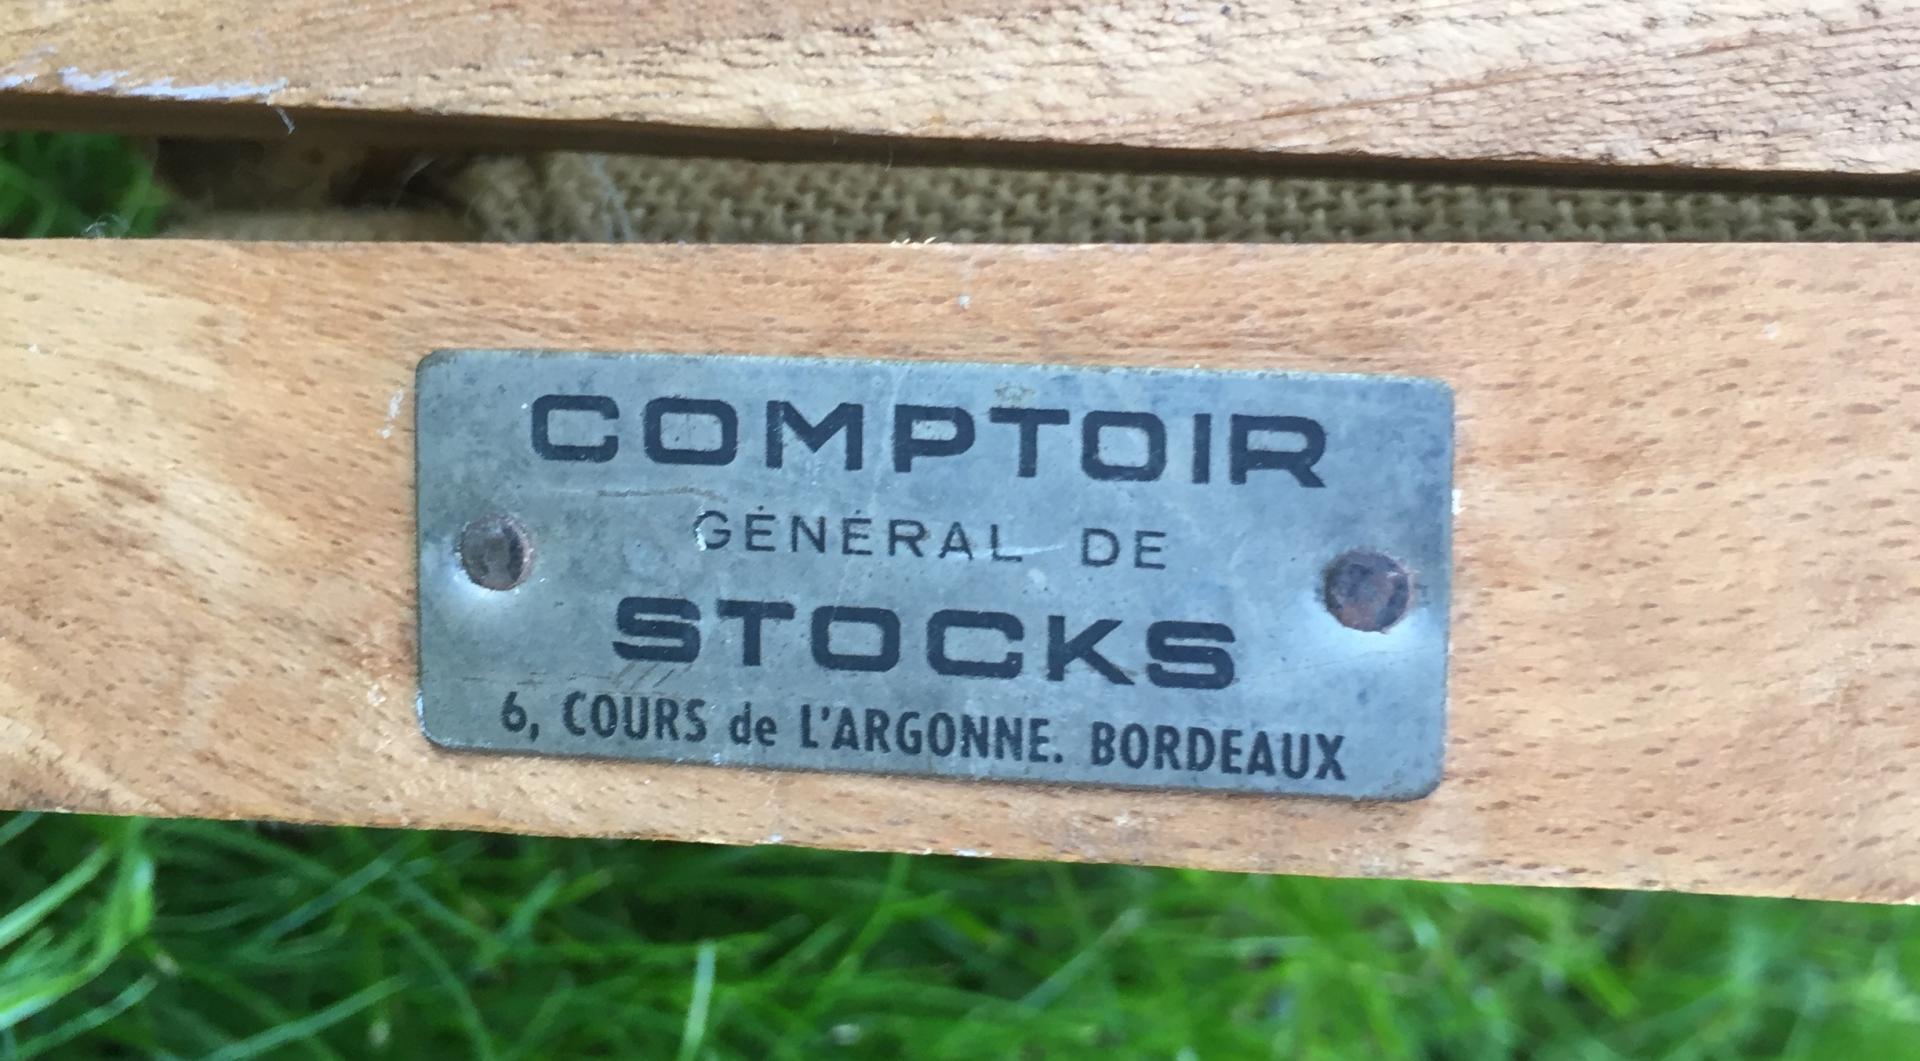 COMPTOIR
GÉNÉRAL DE
STOCKS
6, COURS de L'ARGONNE. BORDEAUX